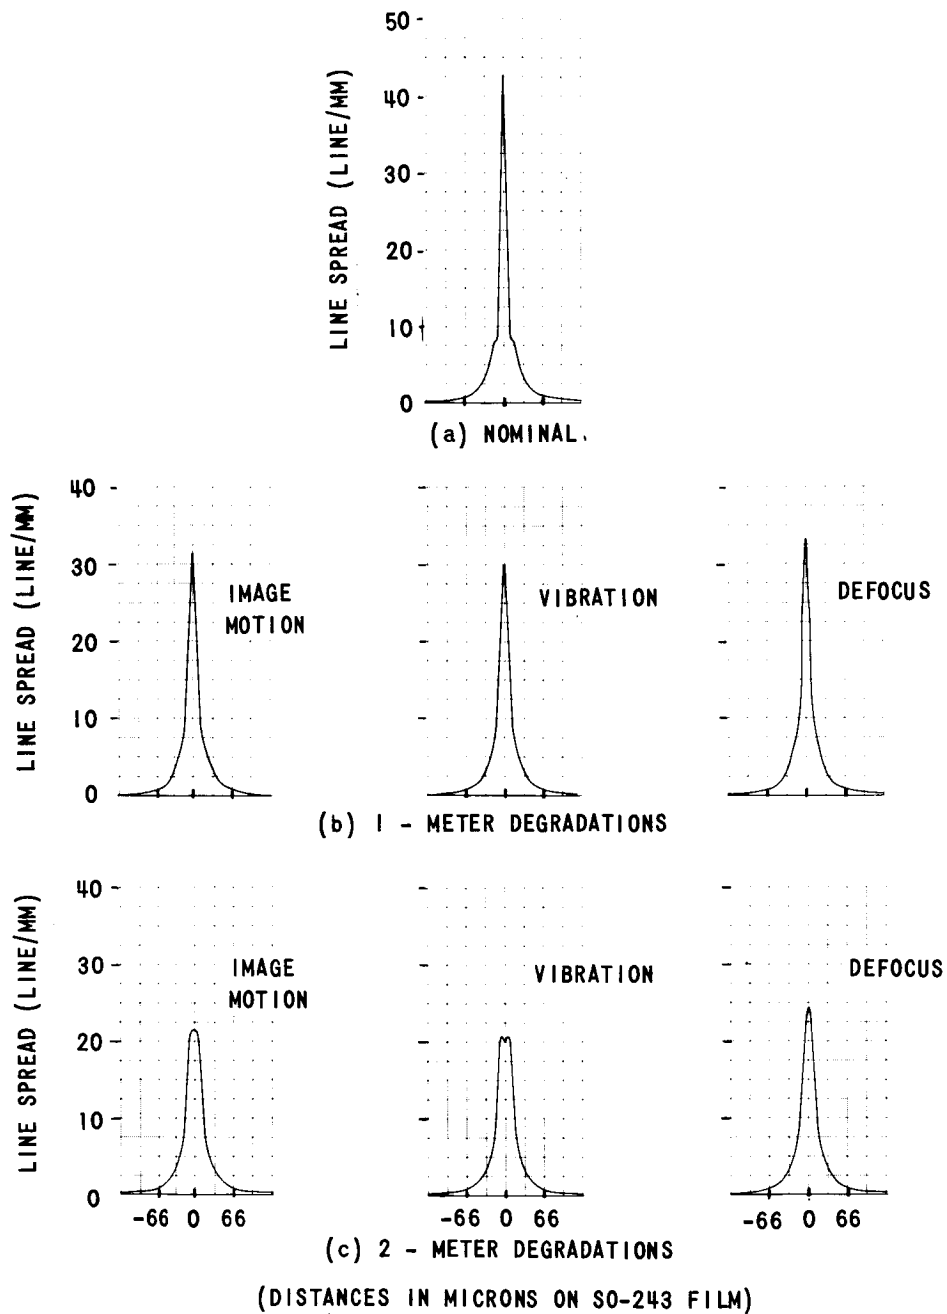 50
40
30
20
10
0
LINE SPREAD (LINE/MM)
(a) NOMINAL.
40
30
20
10
0
LINE SPREAD (LINE/MM)
IMAGE
MOTION
VIBRATION
DEFOCUS
(b) 1 - METER DEGRADATIONS
40
30
20
10
0
LINE SPREAD (LINE/MM)
IMAGE
MOTION
VIBRATION
DEFOCUS
-66 0 66
-66 0 66
-66 0 66
(c) 2 - METER DEGRADATIONS
(DISTANCES IN MICRONS ON SO-243 FILM)